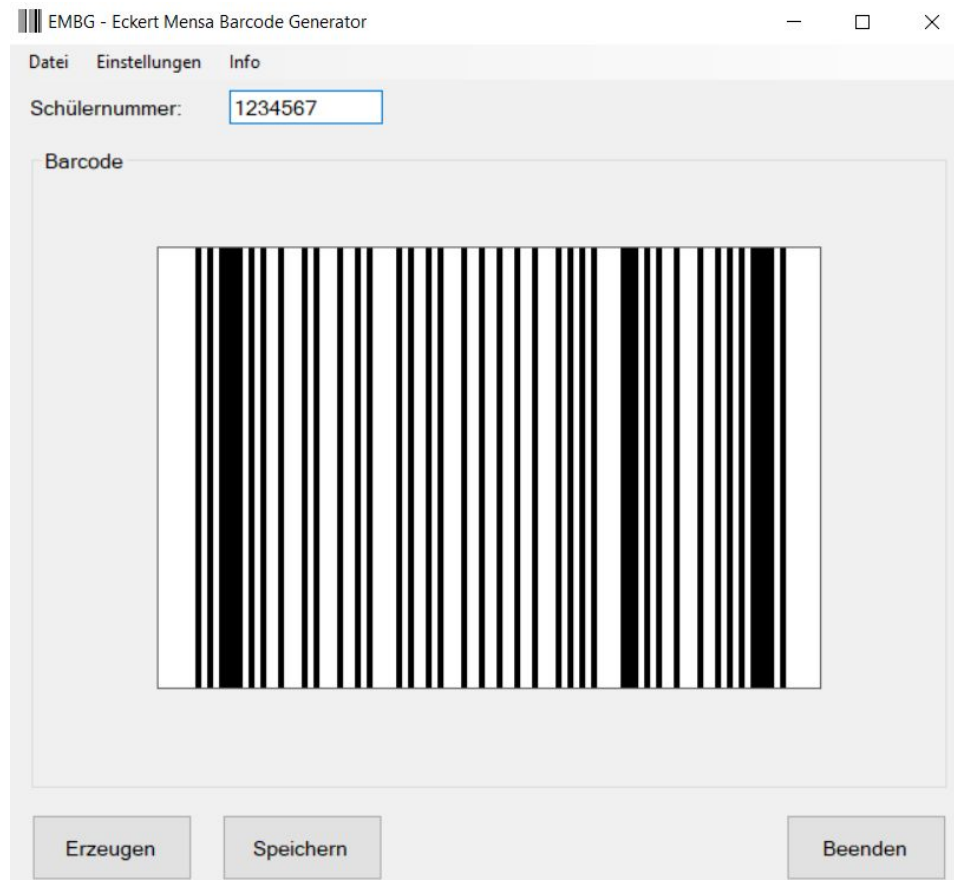 EMBG - Eckert Mensa Barcode Generator
Datei Einstellungen Info
Schülernummer: 1234567
Barcode
Erzeugen Speichern Beenden